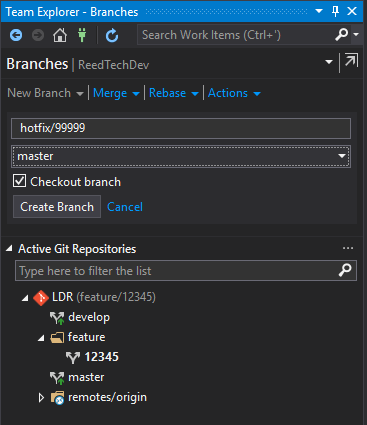 Team Explorer - Branches
Search Work Items (Ctrl+')
Branches | ReedTechDev
New Branch | Merge | Rebase | Actions
hotfix/99999
master
Checkout branch
Create Branch Cancel
Active Git Repositories ...
Type here to filter the list
LDR (feature/12345)
develop
feature
12345
master
remotes/origin